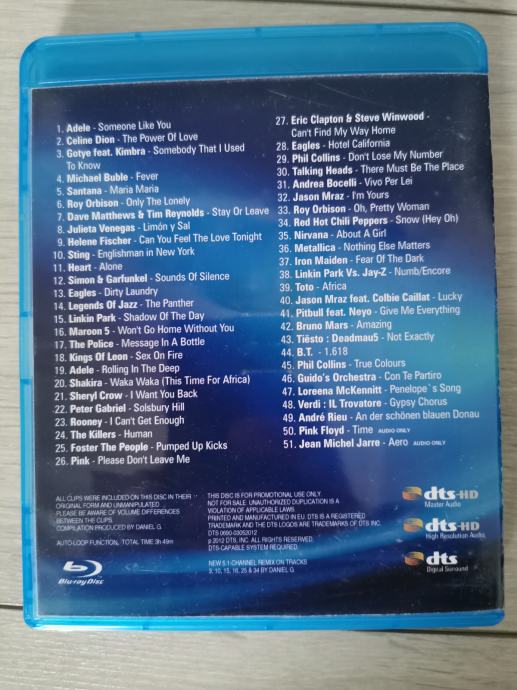 1. Adele - Someone Like You
2. Celine Dion - The Power Of Love
3. Gotye feat. Kimbra - Somebody That I Used
To Know
4. Michael Buble - Fever
5. Santana - Maria Maria
6. Roy Orbison - Only The Lonely
7. Dave Matthews & Tim Reynolds - Stay Or Leave
8. Julieta Venegas - Limón y Sal
9. Helene Fischer - Can You Feel The Love Tonight
10. Sting - Englishman in New York
11. Heart - Alone
12. Simon & Garfunkel - Sounds Of Silence
13. Eagles - Dirty Laundry
14. Legends Of Jazz - The Panther
15. Linkin Park - Shadow Of The Day
16. Maroon 5 - Won't Go Home Without You
17. The Police - Message In A Bottle
18. Kings Of Leon - Sex On Fire
19. Adele - Rolling In The Deep
20. Shakira - Waka Waka (This Time For Africa)
21. Sheryl Crow - I Want You Back
22. Peter Gabriel - Solsbury Hill
23. Rooney - I Can't Get Enough
24. The Killers - Human
25. Foster The People - Pumped Up Kicks
26. Pink - Please Don't Leave Me
27. Eric Clapton & Steve Winwood -
Can't Find My Way Home
28. Eagles - Hotel California
29. Phil Collins - Don't Lose My Number
30. Talking Heads - There Must Be The Place
31. Andrea Bocelli - Vivo Per Lei
32. Jason Mraz - I'm Yours
33. Roy Orbison - Oh, Pretty Woman
34. Red Hot Chili Peppers - Snow (Hey Oh)
35. Nirvana - About A Girl
36. Metallica - Nothing Else Matters
37. Iron Maiden - Fear Of The Dark
38. Linkin Park Vs. Jay-Z - Numb/Encore
39. Toto - Africa
40. Jason Mraz feat. Colbie Caillat - Lucky
41. Pitbull feat. Neyo - Give Me Everything
42. Bruno Mars - Amazing
43. Tiësto : Deadmau5 - Not Exactly
44. B.T. - 1.618
45. Phil Collins - True Colours
46. Guido's Orchestra - Con Te Partiro
47. Loreena McKennitt - Penelope`s Song
48. Verdi : IL Trovatore - Gypsy Chorus
49. André Rieu - An der schönen blauen Donau
50. Pink Floyd - Time AUDIO ONLY
51. Jean Michel Jarre - Aero AUDIO ONLY
ALL CLIPS WERE INCLUDED ON THIS DISC IN THEIR
ORIGINAL FORM AND UNMANIPULATED
PLEASE BE AWARE OF VOLUME DIFFERENCES
BETWEEN THE CLIPS.
COMPILATION PRODUCED BY DANIEL G.
AUTO-LOOP FUNCTION, TOTAL TIME 3h 49m
Blu-ray Disc
THIS DISC IS FOR PROMOTIONAL USE ONLY
NOT FOR SALE. UNAUTHORIZED DUPLICATION IS A
VIOLATION OF APPLICABLE LAWS.
PRINTED AND MANUFACTURED IN EU. DTS IS A REGISTERED
TRADEMARK AND THE DTS LOGOS ARE TRADEMARKS OF DTS INC.
DTS 0690-03052012
p 2012 DTS, INC. ALL RIGHTS RESERVED.
DTS-CAPABLE SYSTEM REQUIRED.
NEW 5.1-CHANNEL REMIX ON TRACKS
3, 10, 15, 16, 25 & 34 BY DANIEL G.
dts-HD
Master Audio
dts-HD
High Resolution Audio
dts
Digital Surround